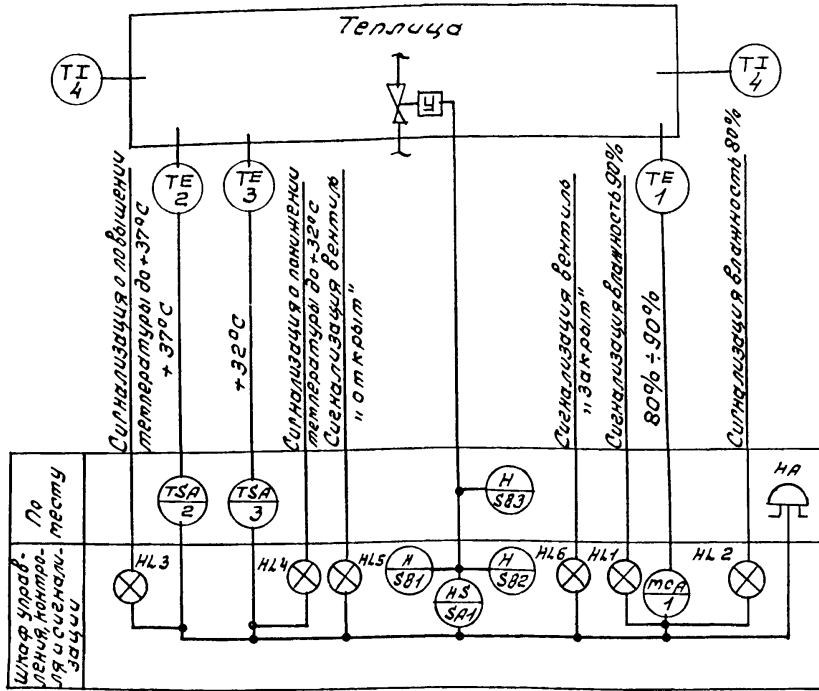 Теплица
TI
4
У
TI
4
TE
2
TE
3
TE
1
Сигнализация о повышении
температуры до +37°С
+37°С
+32°С
Сигнализация о понижении
температуры до +32°С
Сигнализация вентиль
"открыт"
Сигнализация вентиль
"закрыт"
Сигнализация влажность 90%
80%÷90%
Сигнализация влажность 80%
По
месту
TSA
2
TSA
3
H
SB3
HA
Шкаф управ-
ления, контро-
ля и сигнали-
зации
HL3
HL4
HL5
H
SB1
HS
SA1
H
SB2
HL6
HL1
MCA
1
HL2